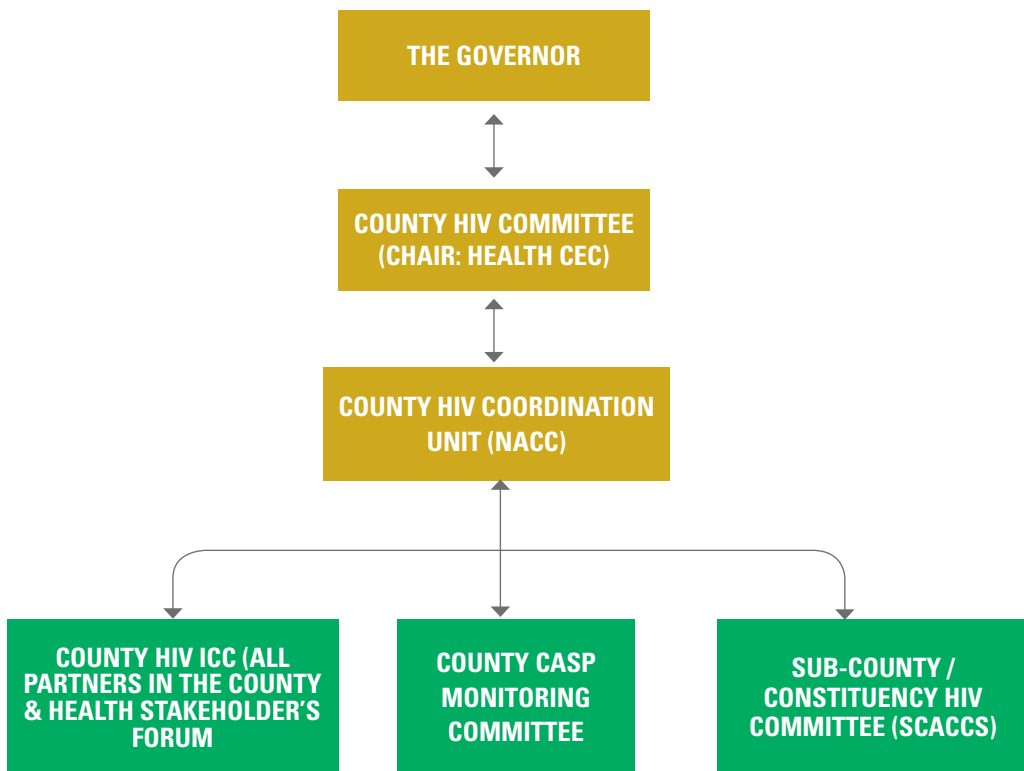 THE GOVERNOR
COUNTY HIV COMMITTEE
(CHAIR: HEALTH CEC)
COUNTY HIV COORDINATION
UNIT (NACC)
COUNTY HIV ICC (ALL
PARTNERS IN THE COUNTY
& HEALTH STAKEHOLDER'S
FORUM
COUNTY CASP
MONITORING
COMMITTEE
SUB-COUNTY /
CONSTITUENCY HIV
COMMITTEE (SCACCS)